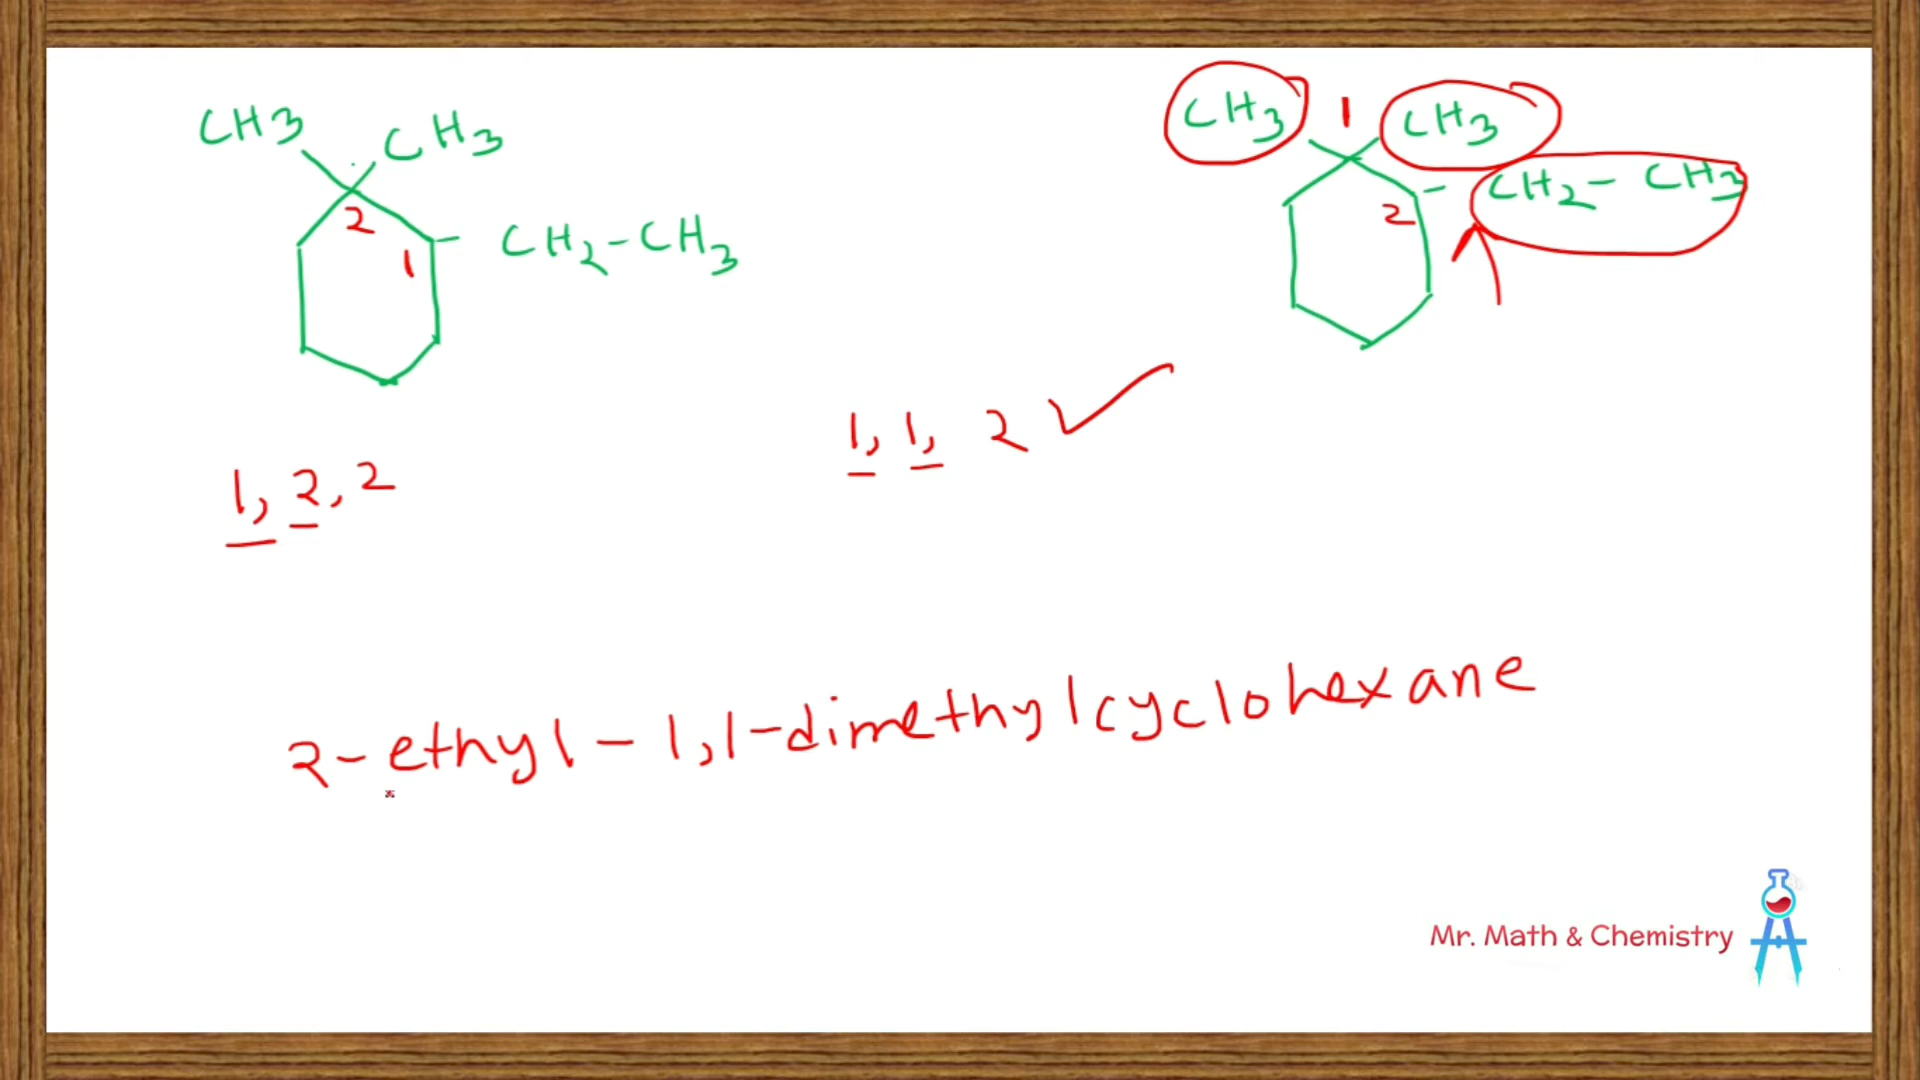 CH3 CH3
2
1
CH2-CH3
CH3 1 CH3
2
CH2-CH3
1, 2, 2
1, 1, 2
2-ethyl-1,1-dimethylcyclohexane
Mr. Math & Chemistry